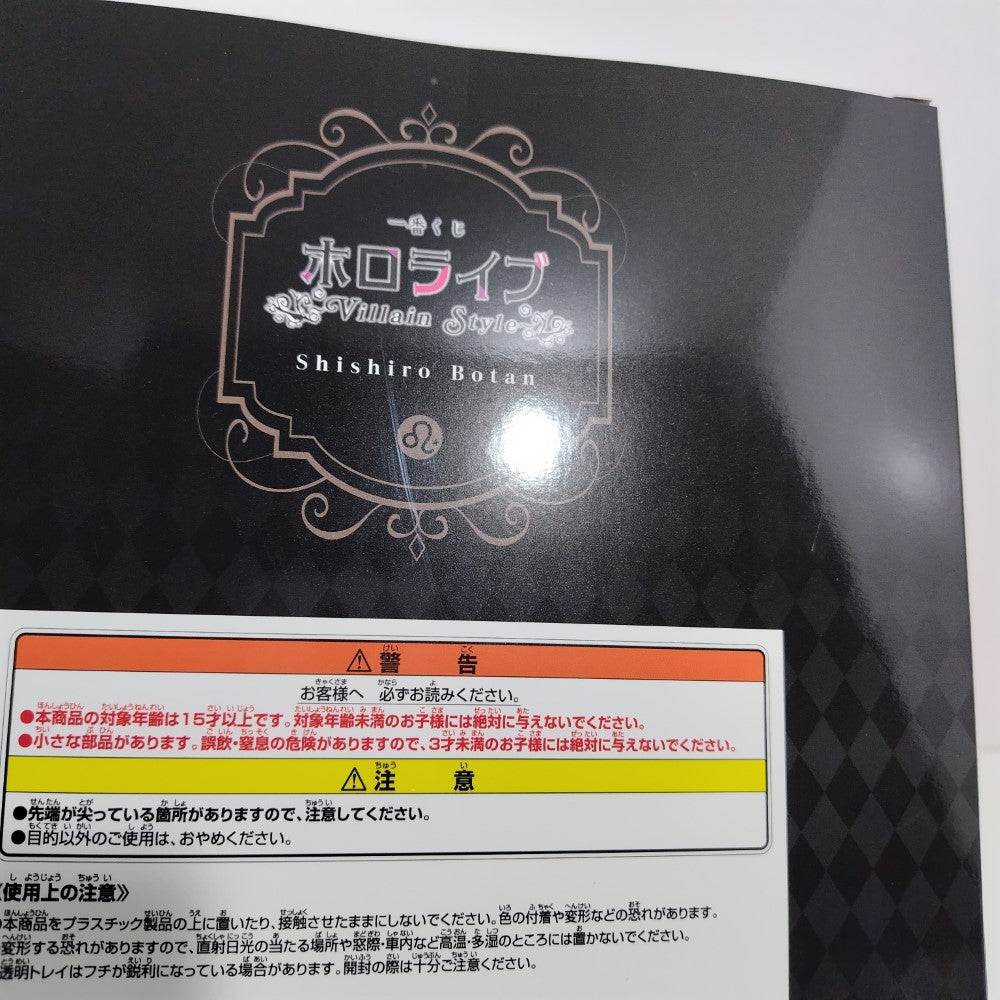 一番くじ
ホロライブ
Villain Style
Shishiro Botan
⚠警告
お客様へ 必ずお読みください。
●本商品の対象年齢は15才以上です。対象年齢未満のお子様には絶対に与えないでください。
●小さな部品があります。誤飲・窒息の危険がありますので、3才未満のお子様には絶対に与えないでください。
⚠注意
●先端が尖っている箇所がありますので、注意してください。
●目的以外のご使用は、おやめください。
《使用上の注意》
本商品をプラスチック製品の上に置いたり、接触させたままにしないでください。色の付着や変形などの恐れがあります。
変形する恐れがありますので、直射日光の当たる場所や窓際・車内など高温・多湿のところには置かないでください。
透明トレイはフチが鋭利になっている場合があります。開封の際は十分ご注意ください。